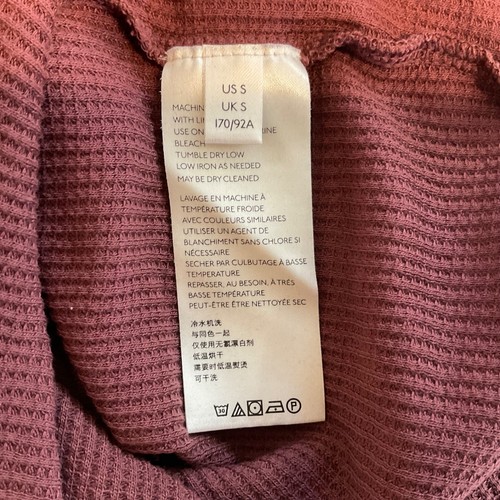 US S
UK S
170/92A
MACHIN
WITH LI
USE ON
BLEACH
TUMBLE DRY LOW
LOW IRON AS NEEDED
MAY BE DRY CLEANED
LAVAGE EN MACHINE À
TEMPÉRATURE FROIDE
AVEC COULEURS SIMILAIRES
UTILISER UN AGENT DE
BLANCHIMENT SANS CHLORE SI
NÉCESSAIRE
SECHER PAR CULBUTAGE À BASSE
TEMPERATURE
REPASSER, AU BESOIN, À TRÈS
BASSE TEMPÉRATURE
PEUT-ÊTRE ÊTRE NETTOYÉE SEC
冷水机洗
与同色一起
仅使用无氯漂白剂
低温烘干
需要时低温熨烫
可干洗
30
P